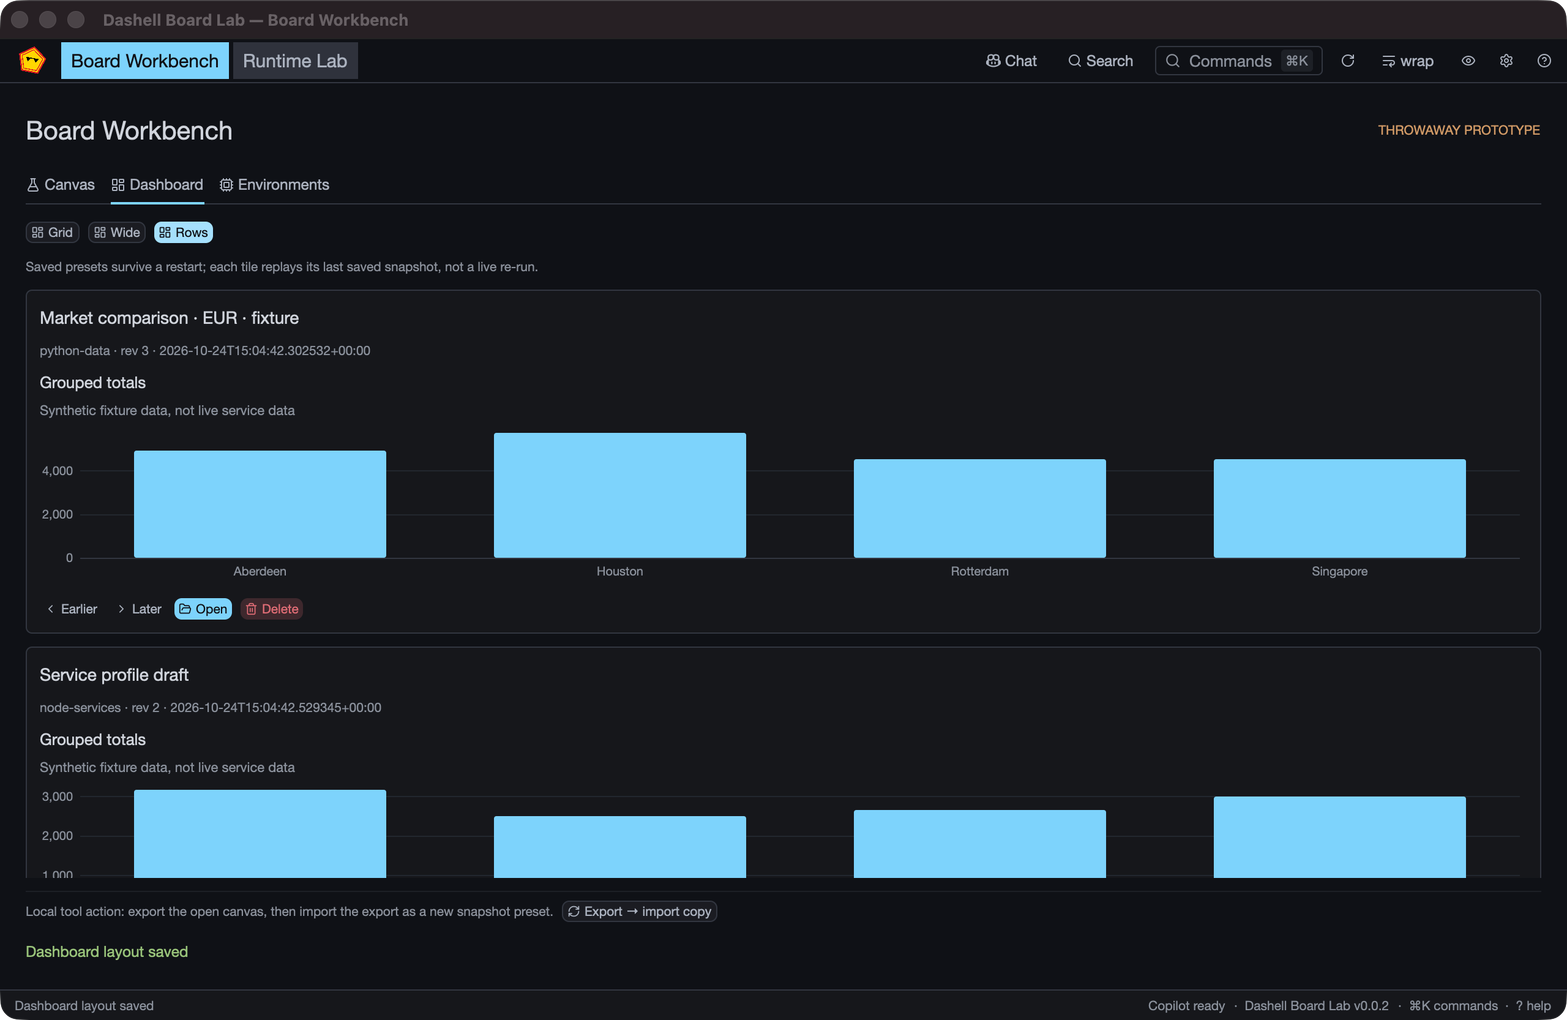 Dashell Board Lab — Board Workbench
Board Workbench
Runtime Lab
Chat
Search
Commands ⌘K
wrap
Board Workbench
THROWAWAY PROTOTYPE
Canvas
Dashboard
Environments
Grid
Wide
Rows
Saved presets survive a restart; each tile replays its last saved snapshot, not a live re-run.
Market comparison · EUR · fixture
python-data · rev 3 · 2026-10-24T15:04:42.302532+00:00
Grouped totals
Synthetic fixture data, not live service data
4,000
2,000
0
Aberdeen
Houston
Rotterdam
Singapore
Earlier
Later
Open
Delete
Service profile draft
node-services · rev 2 · 2026-10-24T15:04:42.529345+00:00
Grouped totals
Synthetic fixture data, not live service data
3,000
2,000
1,000
Local tool action: export the open canvas, then import the export as a new snapshot preset.
Export → import copy
Dashboard layout saved
Dashboard layout saved
Copilot ready · Dashell Board Lab v0.0.2 · ⌘K commands · ? help